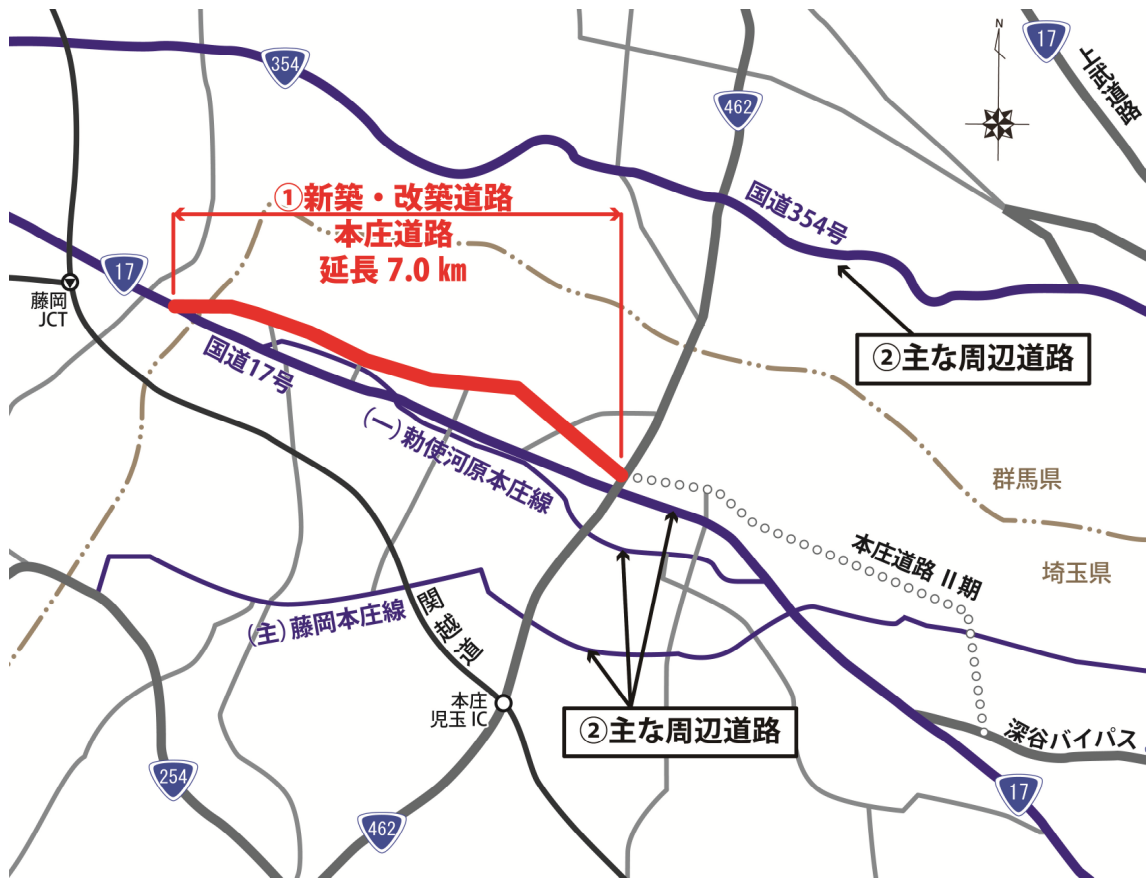 354
17
上武道路
N
462
①新築・改築道路
本庄道路
延長 7.0 km
国道354号
17
藤岡
JCT
②主な周辺道路
国道17号
(一)勅使河原本庄線
群馬県
本庄道路 Ⅱ期
埼玉県
(主)藤岡本庄線
関越道
本庄
児玉 IC
②主な周辺道路
深谷バイパス
254
17
462